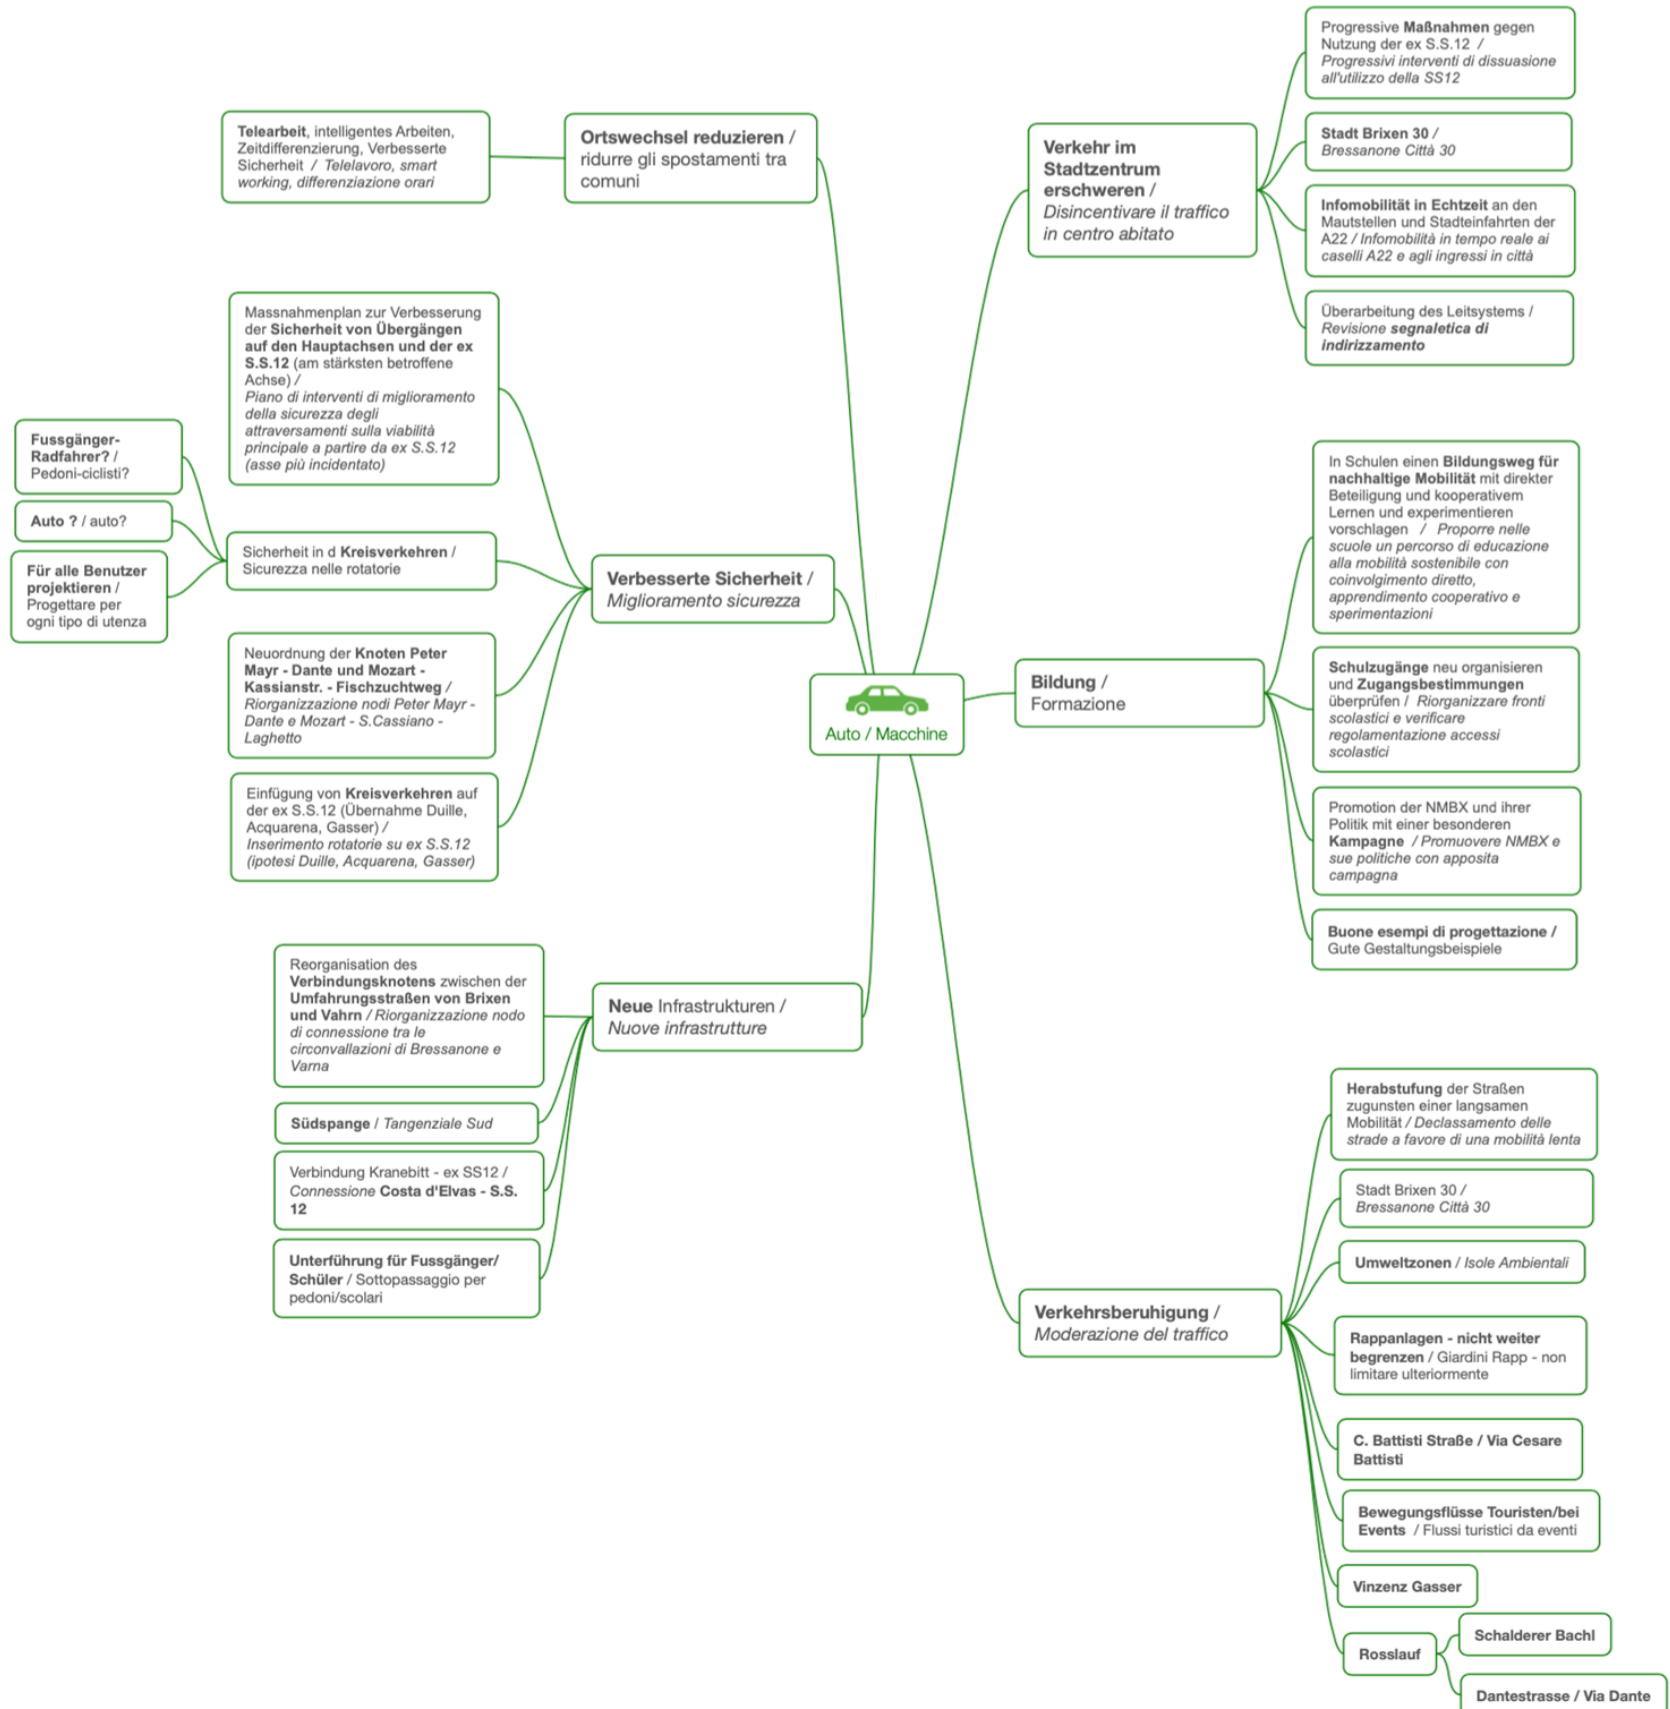 Telearbeit, intelligentes Arbeiten,
Zeitdifferenzierung, Verbesserte
Sicherheit / Telelavoro, smart
working, differenziazione orari
Ortswechsel reduzieren /
ridurre gli spostamenti tra
comuni
Massnahmenplan zur Verbesserung
der Sicherheit von Übergängen
auf den Hauptachsen und der ex
S.S.12 (am stärksten betroffene
Achse) /
Piano di interventi di miglioramento
della sicurezza degli
attraversamenti sulla viabilità
principale a partire da ex S.S.12
(asse più incidentato)
Fussgänger-
Radfahrer? /
Pedoni-ciclisti?
Auto ? / auto?
Für alle Benutzer
projektieren /
Progettare per
ogni tipo di utenza
Sicherheit in d Kreisverkehren /
Sicurezza nelle rotatorie
Verbesserte Sicherheit /
Miglioramento sicurezza
Neuordnung der Knoten Peter
Mayr - Dante und Mozart -
Kassianstr. - Fischzuchtweg /
Riorganizzazione nodi Peter Mayr -
Dante e Mozart - S.Cassiano -
Laghetto
Einfügung von Kreisverkehren auf
der ex S.S.12 (Übernahme Duille,
Acquarena, Gasser) /
Inserimento rotatorie su ex S.S.12
(ipotesi Duille, Acquarena, Gasser)
Auto / Macchine
Reorganisation des
Verbindungsknotens zwischen der
Umfahrungsstraßen von Brixen
und Vahrn / Riorganizzazione nodo
di connessione tra le
circonvallazioni di Bressanone e
Varna
Neue Infrastrukturen /
Nuove infrastrutture
Südspange / Tangenziale Sud
Verbindung Kranebitt - ex SS12 /
Connessione Costa d'Elvas - S.S.
12
Unterführung für Fussgänger/
Schüler / Sottopassaggio per
pedoni/scolari
Verkehr im
Stadtzentrum
erschweren /
Disincentivare il traffico
in centro abitato
Progressive Maßnahmen gegen
Nutzung der ex S.S.12 /
Progressivi interventi di dissuasione
all'utilizzo della SS12
Stadt Brixen 30 /
Bressanone Città 30
Infomobilität in Echtzeit an den
Mautstellen und Stadteinfahrten der
A22 / Infomobilità in tempo reale ai
caselli A22 e agli ingressi in città
Überarbeitung des Leitsystems /
Revisione segnaletica di
indirizzamento
Bildung /
Formazione
In Schulen einen Bildungsweg für
nachhaltige Mobilität mit direkter
Beteiligung und kooperativem
Lernen und experimentieren
vorschlagen / Proporre nelle
scuole un percorso di educazione
alla mobilità sostenibile con
coinvolgimento diretto,
apprendimento cooperativo e
sperimentazioni
Schulzugänge neu organisieren
und Zugangsbestimmungen
überprüfen / Riorganizzare fronti
scolastici e verificare
regolamentazione accessi
scolastici
Promotion der NMBX und ihrer
Politik mit einer besonderen
Kampagne / Promuovere NMBX e
sue politiche con apposita
campagna
Buone esempi di progettazione /
Gute Gestaltungsbeispiele
Verkehrsberuhigung /
Moderazione del traffico
Herabstufung der Straßen
zugunsten einer langsamen
Mobilität / Declassamento delle
strade a favore di una mobilità lenta
Stadt Brixen 30 /
Bressanone Città 30
Umweltzonen / Isole Ambientali
Rappanlagen - nicht weiter
begrenzen / Giardini Rapp - non
limitare ulteriormente
C. Battisti Straße / Via Cesare
Battisti
Bewegungsflüsse Touristen/bei
Events / Flussi turistici da eventi
Vinzenz Gasser
Rosslauf
Schalderer Bachl
Dantestrasse / Via Dante